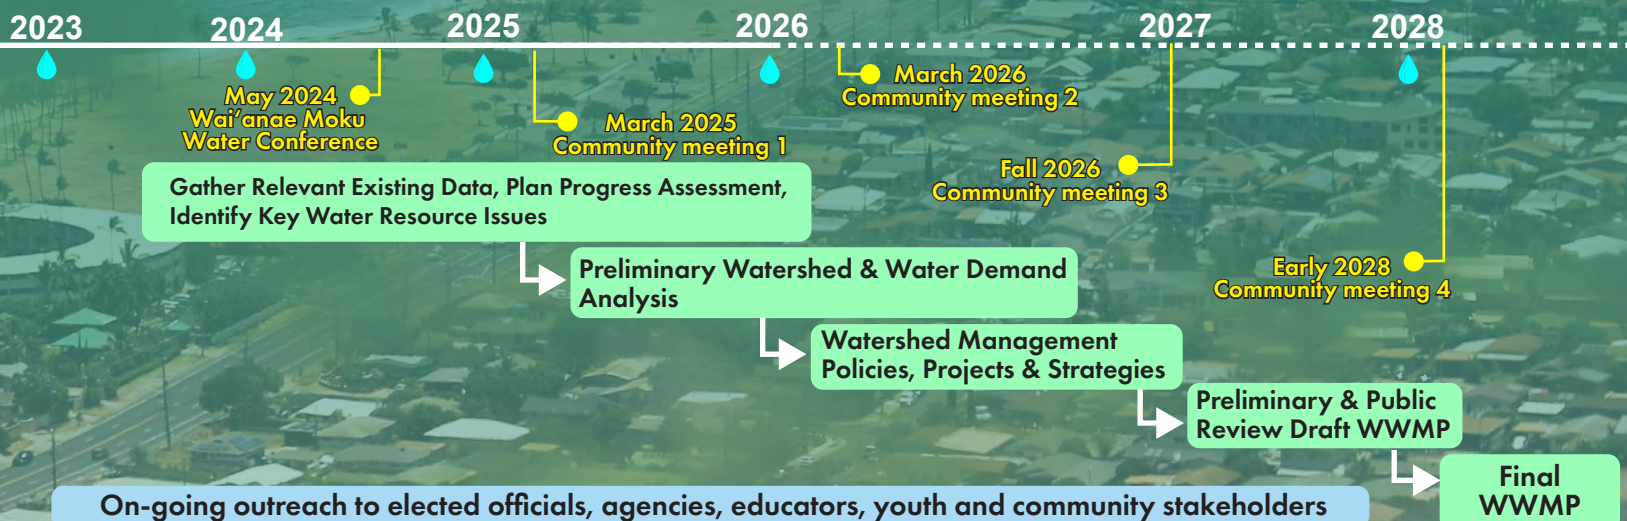 2023
2024
2025
2026
2027
2028
May 2024
Wai‘anae Moku
Water Conference
March 2025
Community meeting 1
March 2026
Community meeting 2
Fall 2026
Community meeting 3
Early 2028
Community meeting 4
Gather Relevant Existing Data, Plan Progress Assessment,
Identify Key Water Resource Issues
Preliminary Watershed & Water Demand
Analysis
Watershed Management
Policies, Projects & Strategies
Preliminary & Public
Review Draft WWMP
Final
WWMP
On-going outreach to elected officials, agencies, educators, youth and community stakeholders